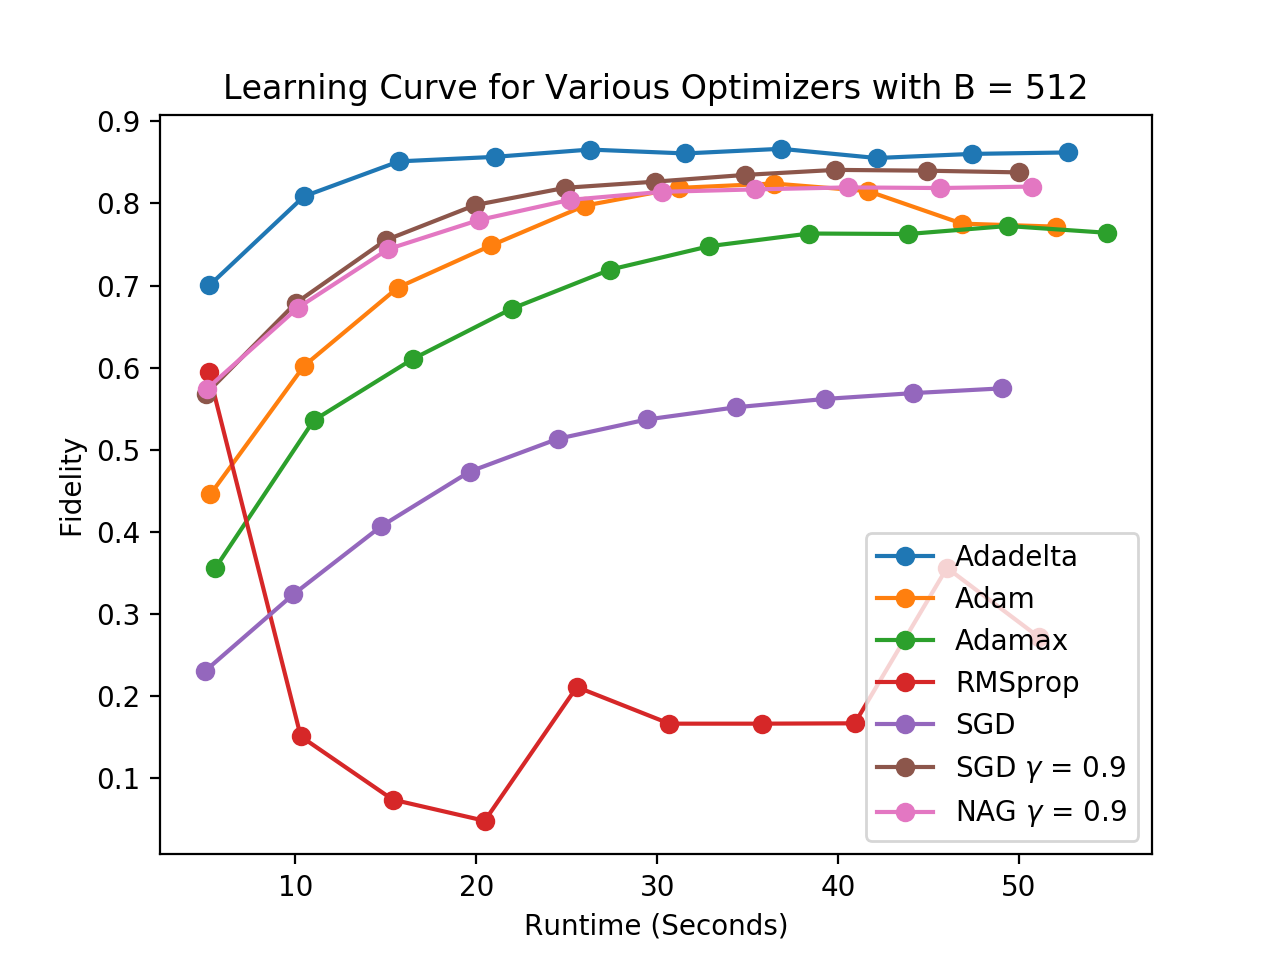 Learning Curve for Various Optimizers with B = 512
0.9
0.8
0.7
0.6
0.5
0.4
0.3
0.2
0.1
Fidelity
10 20 30 40 50
Runtime (Seconds)
Adadelta
Adam
Adamax
RMSprop
SGD
SGD γ = 0.9
NAG γ = 0.9